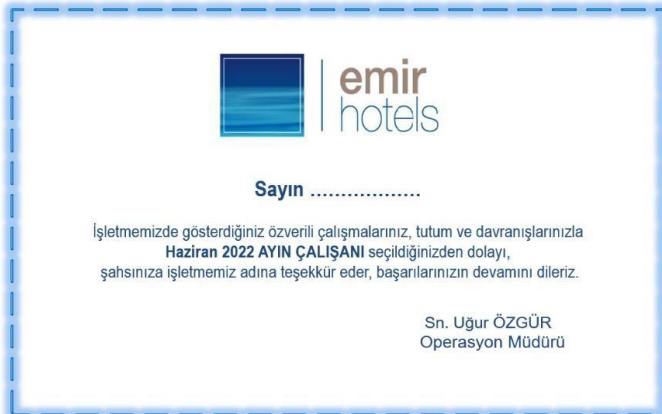 emir
hotels
Sayın ..................
İşletmemizde gösterdiğiniz özverili çalışmalarınız, tutum ve davranışlarınızla
Haziran 2022 AYIN ÇALIŞANI seçildiğinizden dolayı,
şahsınıza işletmemiz adına teşekkür eder, başarılarınızın devamını dileriz.
Sn. Uğur ÖZGÜR
Operasyon Müdürü